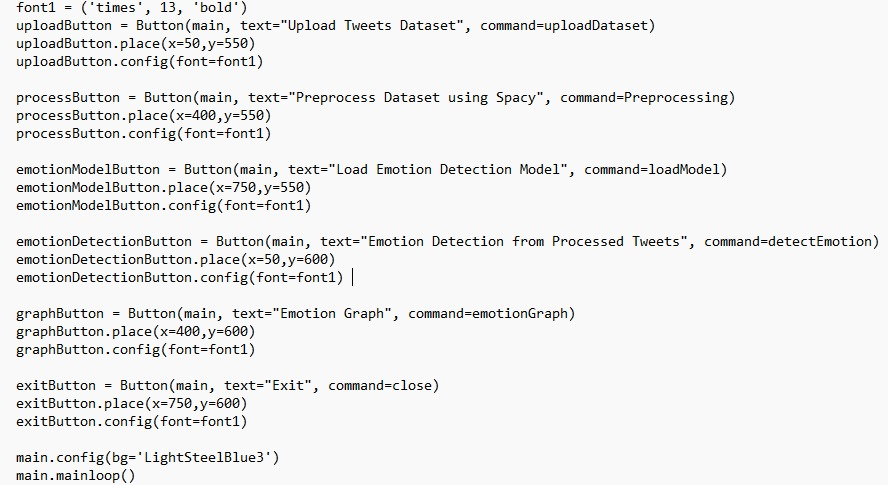 font1 = ('times', 13, 'bold')
uploadButton = Button(main, text="Upload Tweets Dataset", command=uploadDataset)
uploadButton.place(x=50,y=550)
uploadButton.config(font=font1)

processButton = Button(main, text="Preprocess Dataset using Spacy", command=Preprocessing)
processButton.place(x=400,y=550)
processButton.config(font=font1)

emotionModelButton = Button(main, text="Load Emotion Detection Model", command=loadModel)
emotionModelButton.place(x=750,y=550)
emotionModelButton.config(font=font1)

emotionDetectionButton = Button(main, text="Emotion Detection from Processed Tweets", command=detectEmotion)
emotionDetectionButton.place(x=50,y=600)
emotionDetectionButton.config(font=font1)

graphButton = Button(main, text="Emotion Graph", command=emotionGraph)
graphButton.place(x=400,y=600)
graphButton.config(font=font1)

exitButton = Button(main, text="Exit", command=close)
exitButton.place(x=750,y=600)
exitButton.config(font=font1)

main.config(bg='LightSteelBlue3')
main.mainloop()